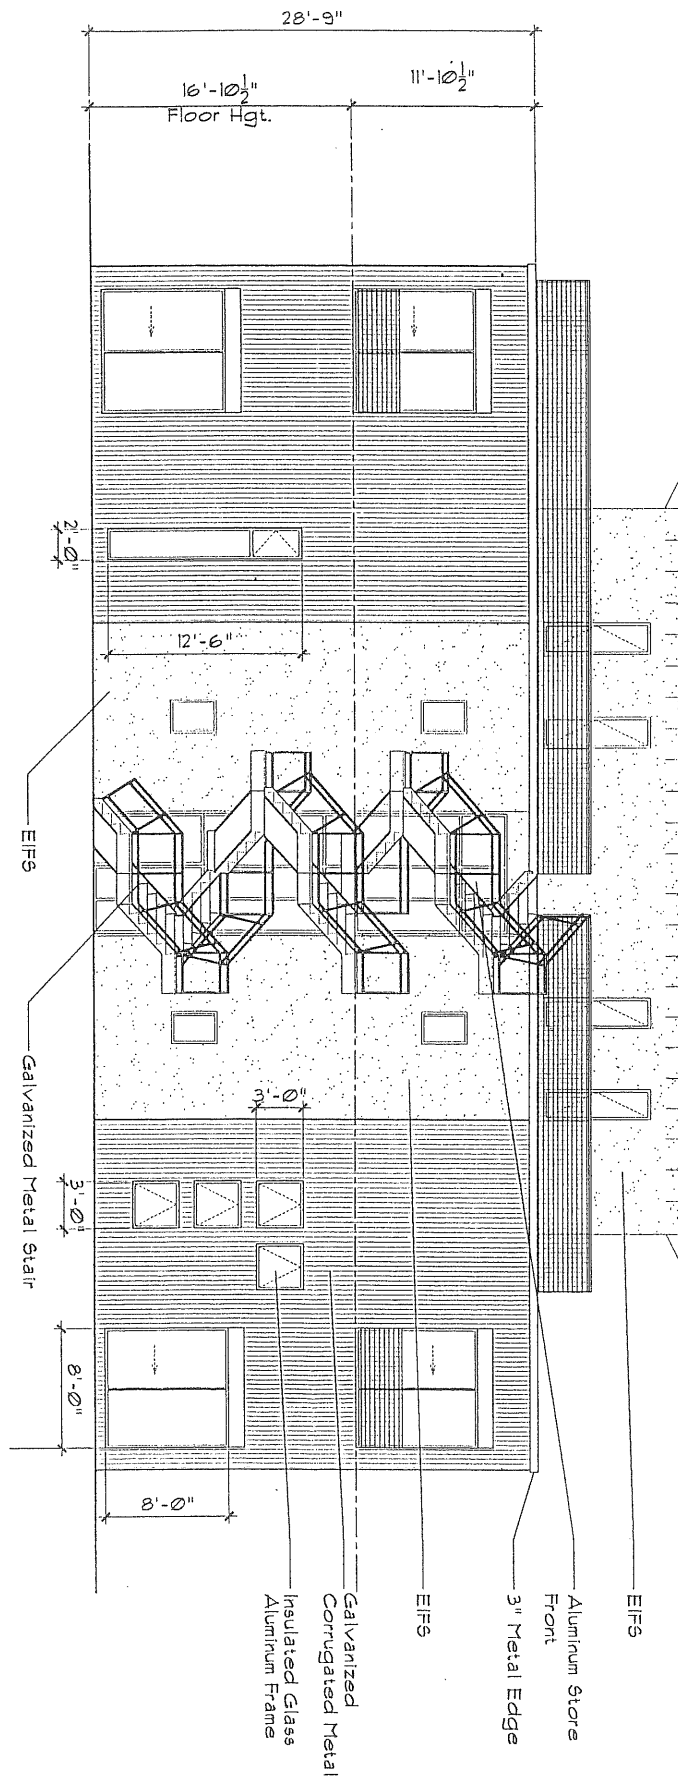 28'-9"
16'-10½"
Floor Hgt.
11'-10½"
2'-0"
12'-6"
EIFS
Galvanized Metal Stair
3'-0"
3'-0"
8'-0"
8'-0"
EIFS
Aluminum Store
Front
3" Metal Edge
EIFS
Galvanized
Corrugated Metal
Insulated Glass
Aluminum Frame